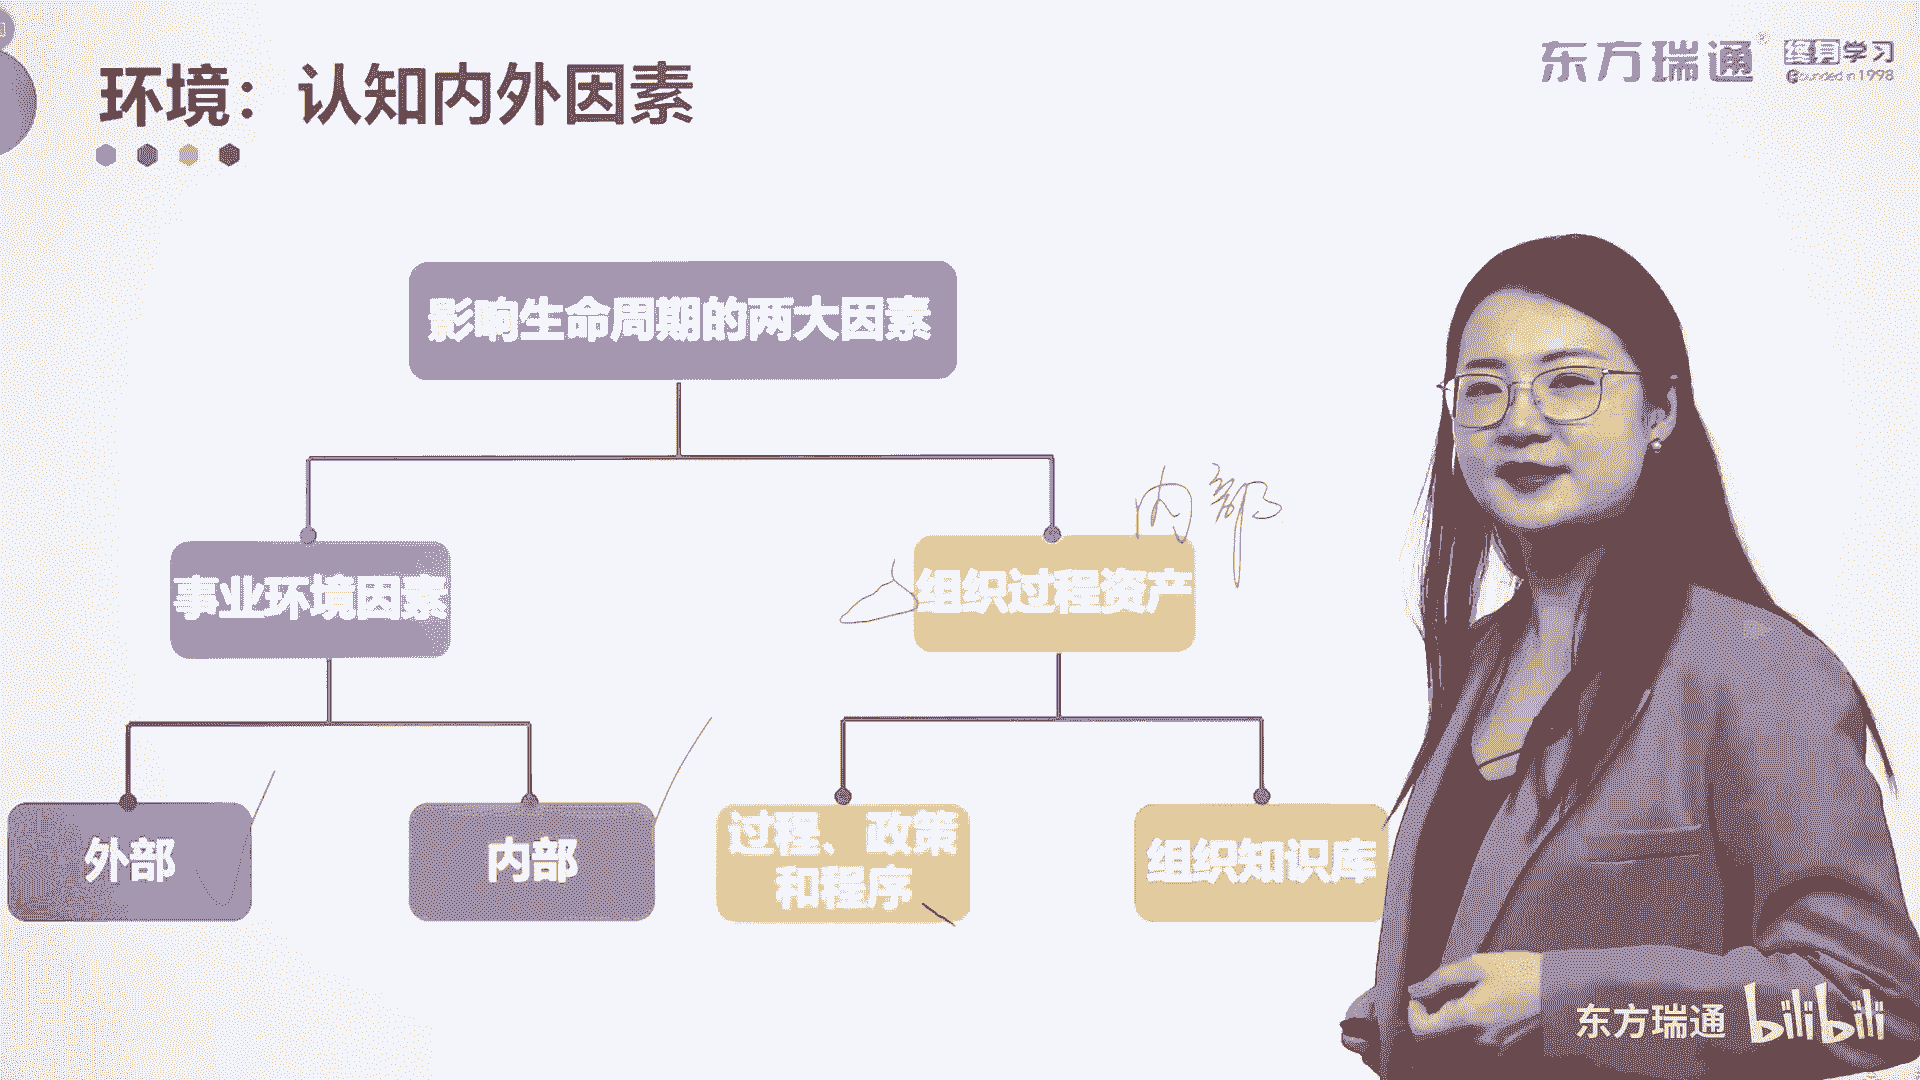 环境：认知内外因素
东方瑞通®
终身学习
Founded in 1998
影响生命周期的两大因素
内部
事业环境因素
组织过程资产
外部
内部
过程、政策
和程序
组织知识库
东方瑞通
bilibili